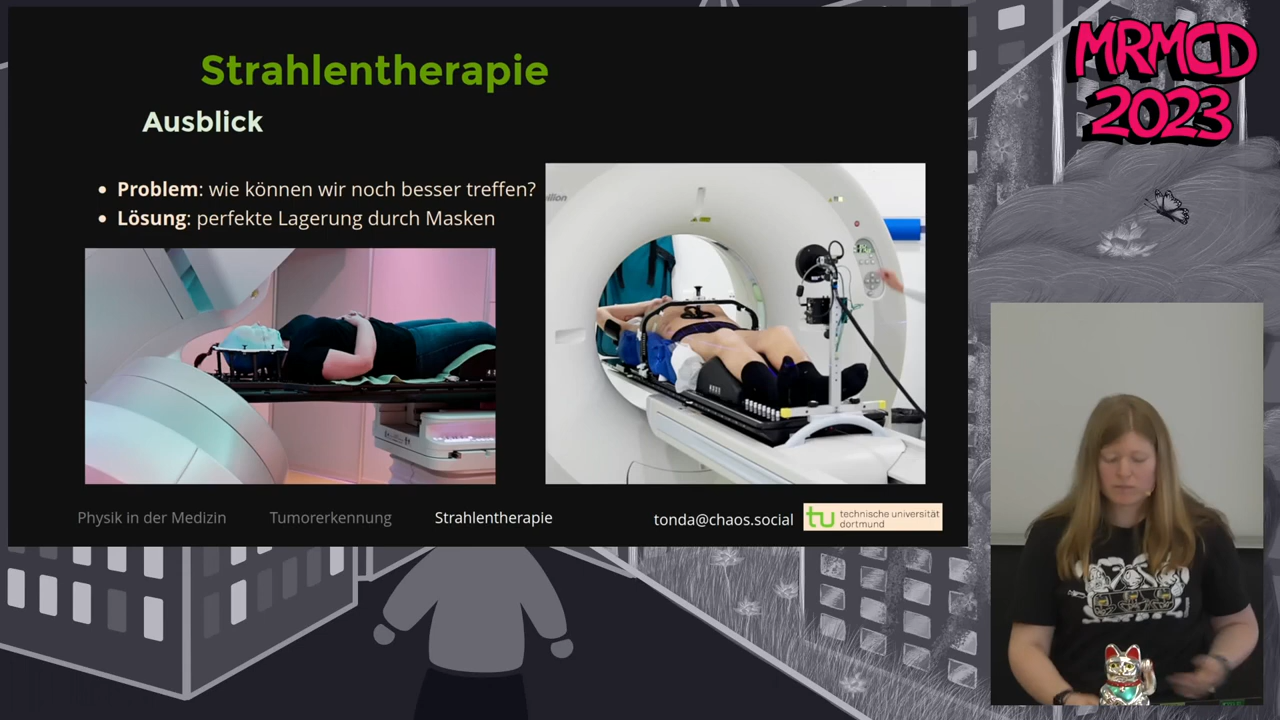 Strahlentherapie
Ausblick
• Problem: wie können wir noch besser treffen?
• Lösung: perfekte Lagerung durch Masken
Physik in der Medizin
Tumorerkennung
Strahlentherapie
tonda@chaos.social
tu technische universität
dortmund
MRMCD
2023